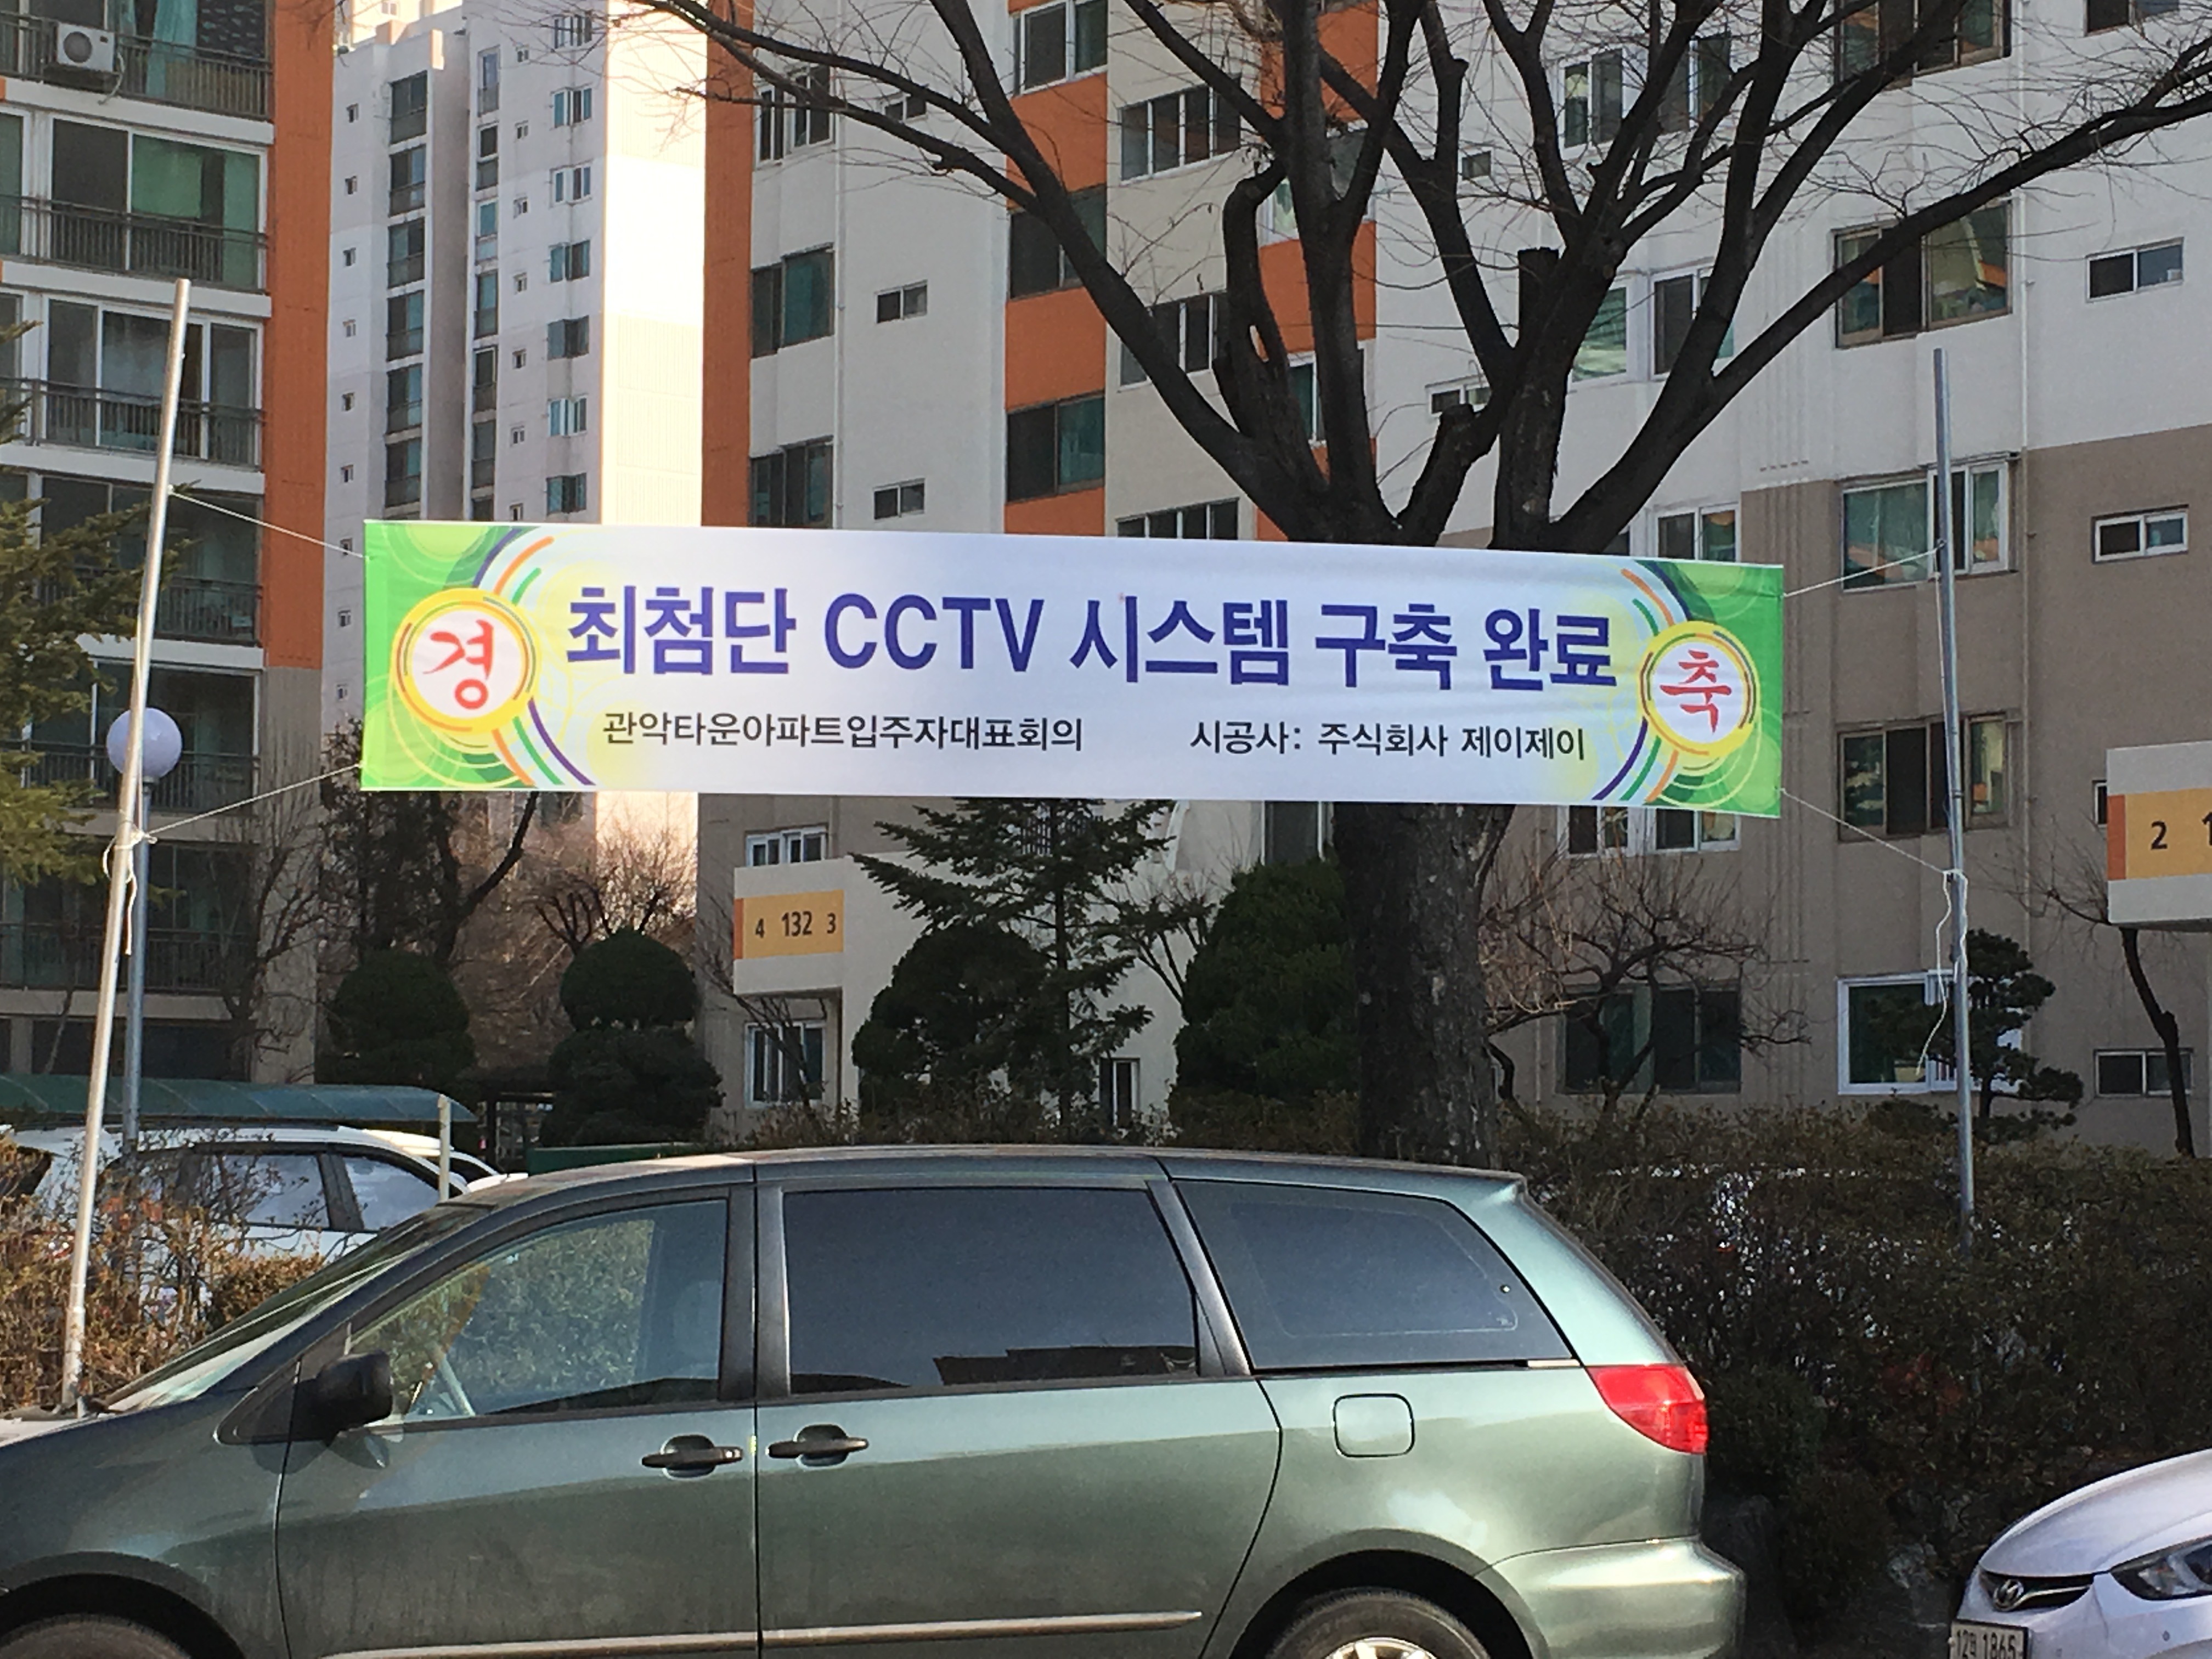 경 최첨단 CCTV 시스템 구축 완료 축
관악타운아파트입주자대표회의 시공사: 주식회사 제이제이
4 132 3
2
1865